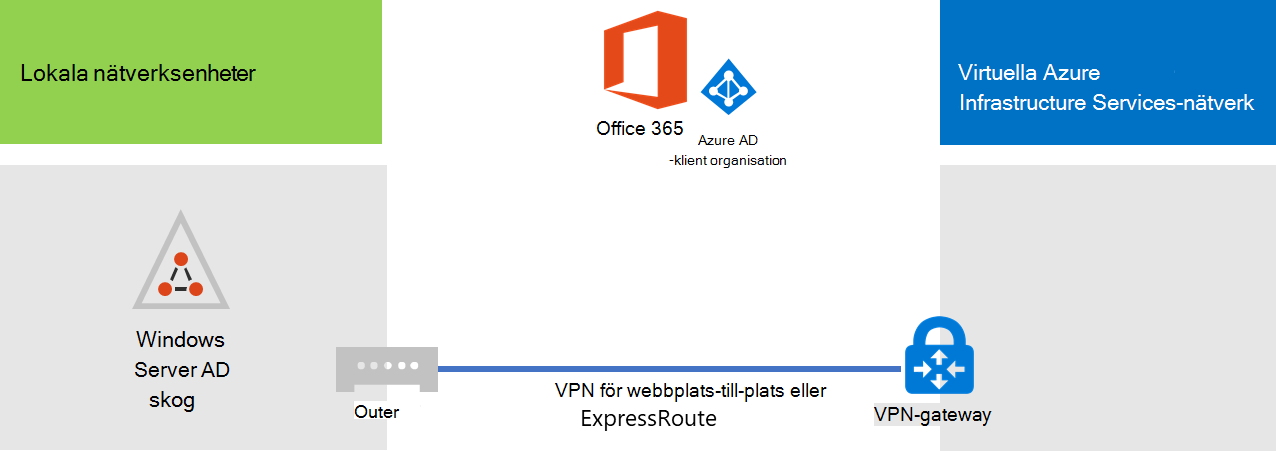 Lokala nätverksenheter
Office 365
Azure AD
-klient organisation
Virtuella Azure
Infrastructure Services-nätverk
Windows
Server AD
skog
Outer
VPN för webbplats-till-plats eller
ExpressRoute
VPN-gateway